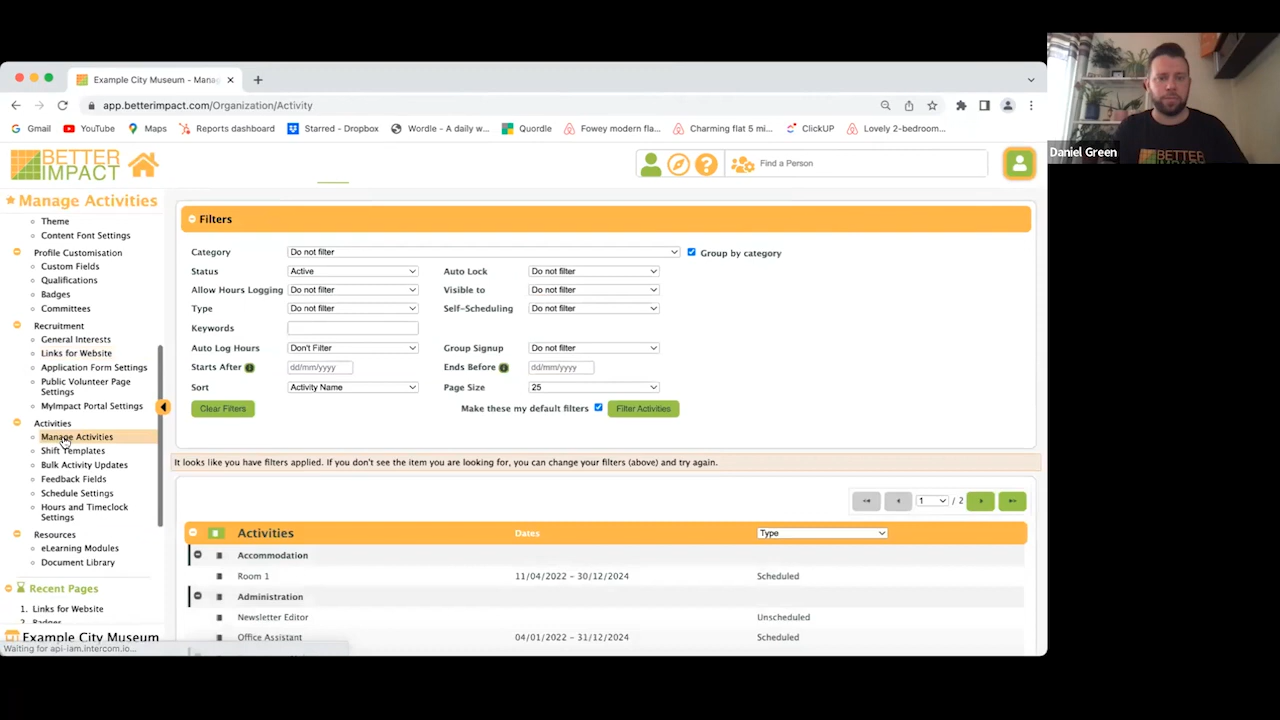 Example City Museum - Mana
app.betterimpact.com/Organization/Activity
Gmail
YouTube
Maps
Reports dashboard
Starred - Dropbox
Wordle - A daily w...
Quordle
Fowey modern fla...
Charming flat 5 mi...
ClickUP
Lovely 2-bedroom...
BETTER
IMPACT
Find a Person
Daniel Green
Manage Activities
Theme
Content Font Settings
Profile Customisation
Custom Fields
Qualifications
Badges
Committees
Recruitment
General Interests
Links for Website
Application Form Settings
Public Volunteer Page
Settings
MyImpact Portal Settings
Activities
Manage Activities
Shift Templates
Bulk Activity Updates
Feedback Fields
Schedule Settings
Hours and Timeclock
Settings
Resources
eLearning Modules
Document Library
Recent Pages
1. Links for Website
Example City Museum
Waiting for api-iam.intercom.io...
Filters
Category Do not filter Group by category
Status Active Auto Lock Do not filter
Allow Hours Logging Do not filter Visible to Do not filter
Type Do not filter Self-Scheduling Do not filter
Keywords
Auto Log Hours Don't Filter Group Signup Do not filter
Starts After dd/mm/yyyy Ends Before dd/mm/yyyy
Sort Activity Name Page Size 25
Clear Filters Make these my default filters Filter Activities
It looks like you have filters applied. If you don't see the item you are looking for, you can change your filters (above) and try again.
1 / 2
Activities Dates Type
Accommodation
Room 1 11/04/2022 - 30/12/2024 Scheduled
Administration
Newsletter Editor Unscheduled
Office Assistant 04/01/2022 - 31/12/2024 Scheduled
BETTER